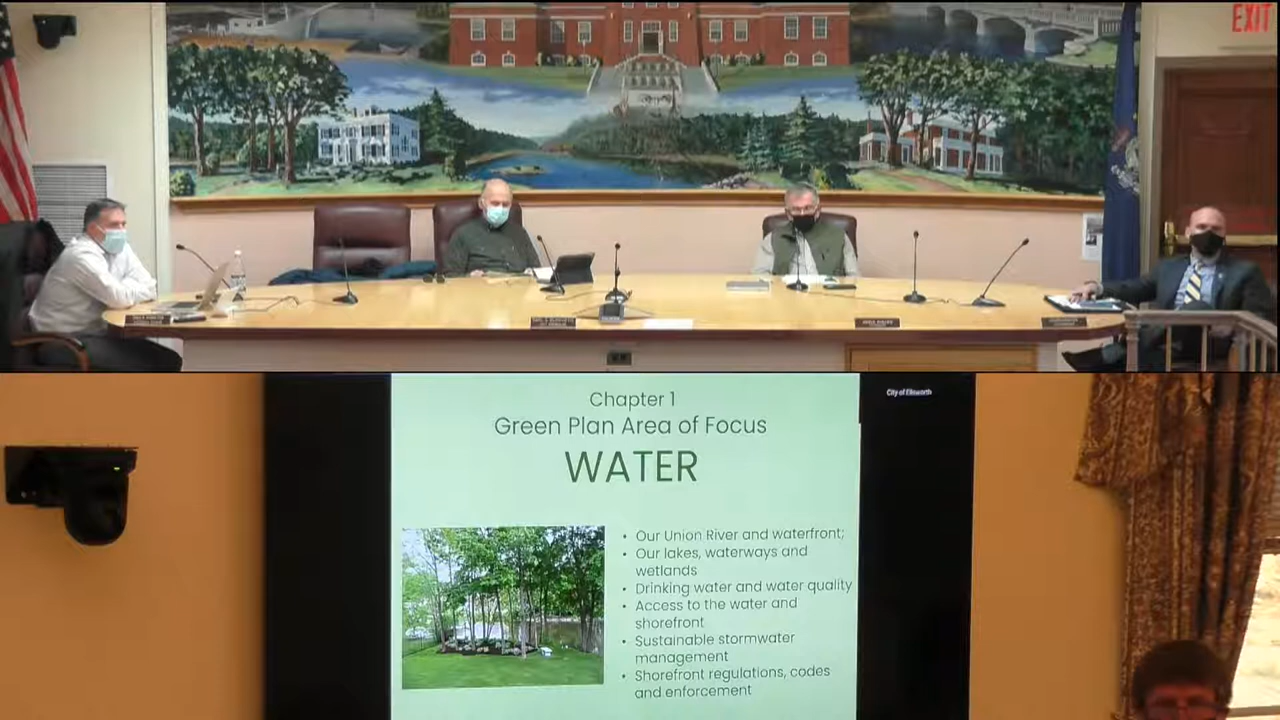 EXIT
Chapter 1
Green Plan Area of Focus
WATER
City of Ellsworth
• Our Union River and waterfront;
• Our lakes, waterways and
wetlands
• Drinking water and water quality
• Access to the water and
shorefront
• Sustainable stormwater
management
• Shorefront regulations, codes
and enforcement